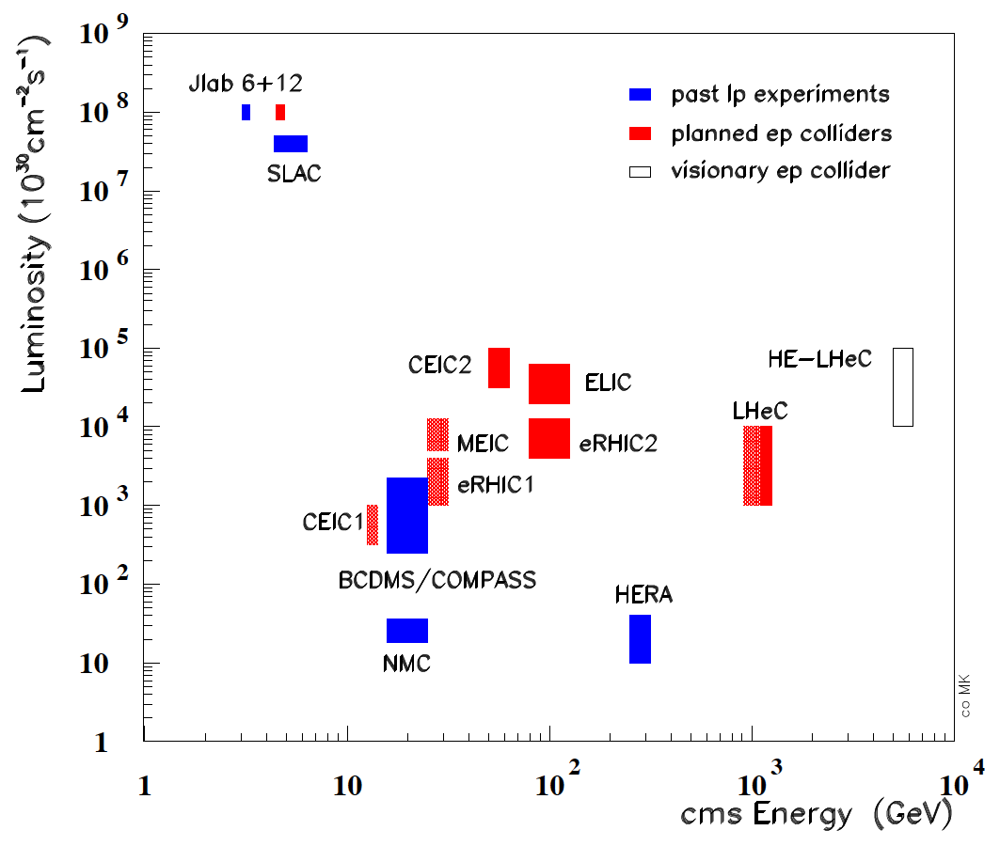 10⁹
Jlab 6+12
past lp experiments
10⁸
planned ep colliders
SLAC
visionary ep collider
10⁷
Luminosity (10³⁰cm⁻²s⁻¹)
10⁶
10⁵
CEIC2
HE-LHeC
ELIC
LHeC
10⁴
MEIC
eRHIC2
eRHIC1
10³
CEIC1
BCDMS/COMPASS
10²
HERA
10
NMC
co MK
1
1 10 10² 10³ 10⁴
cms Energy (GeV)